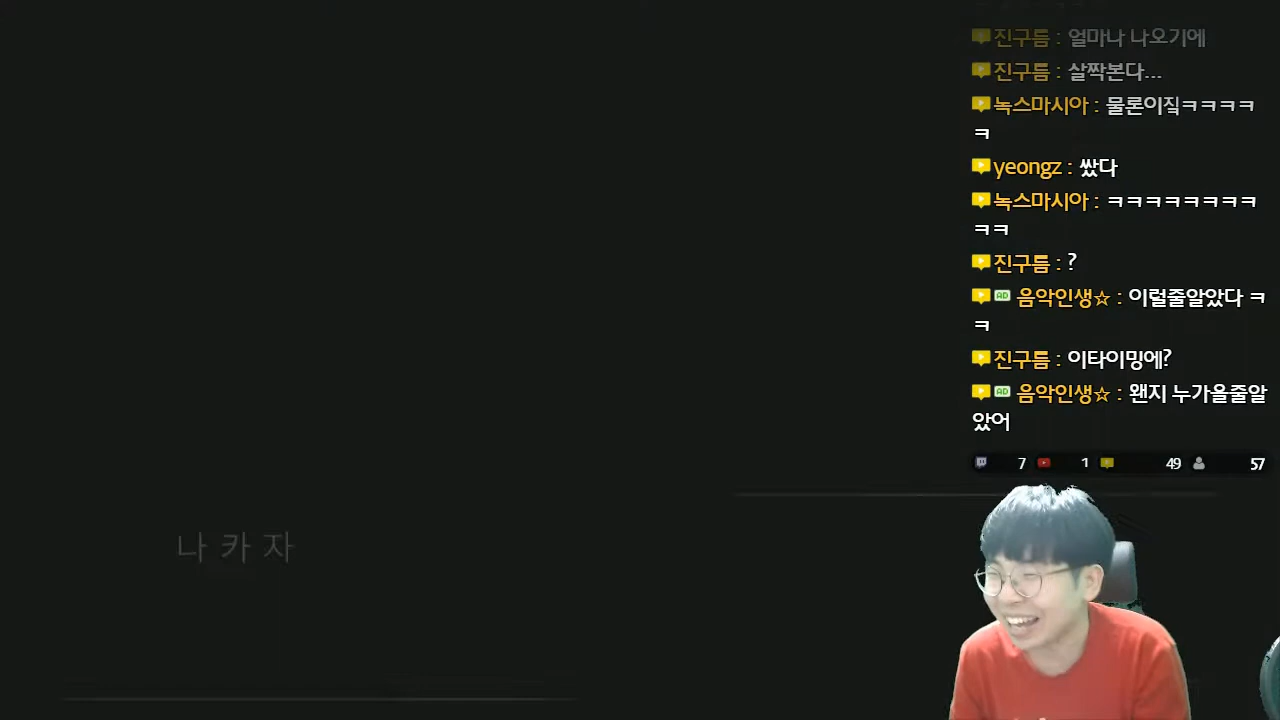 진구듬 : 얼마나 나오기에
진구듬 : 살짝본다...
녹스마시아 : 물론이짘ㅋㅋㅋㅋ
ㅋ
yeongz : 쌌다
녹스마시아 : ㅋㅋㅋㅋㅋㅋㅋㅋ
ㅋㅋ
진구듬 : ?
AD 음악인생☆ : 이럴줄알았다 ㅋ
ㅋ
진구듬 : 이타이밍에?
AD 음악인생☆ : 왠지 누가올줄알
았어
7 1 49 57
나 카 자